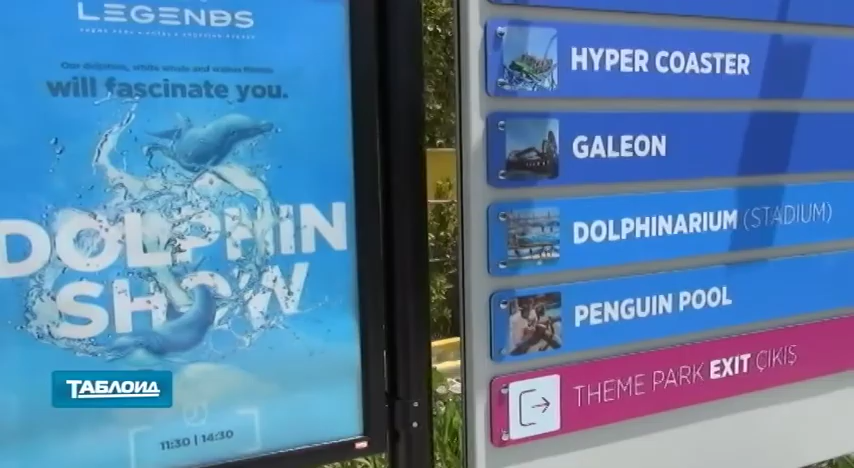 LEGENDS
Our dolphins, white whale and walrus friends
will fascinate you.
DOLPHIN
SHOW
11:30 | 14:30
ТАБЛОИД
HYPER COASTER
GALEON
DOLPHINARIUM (STADIUM)
PENGUIN POOL
THEME PARK EXIT ÇIKIŞ